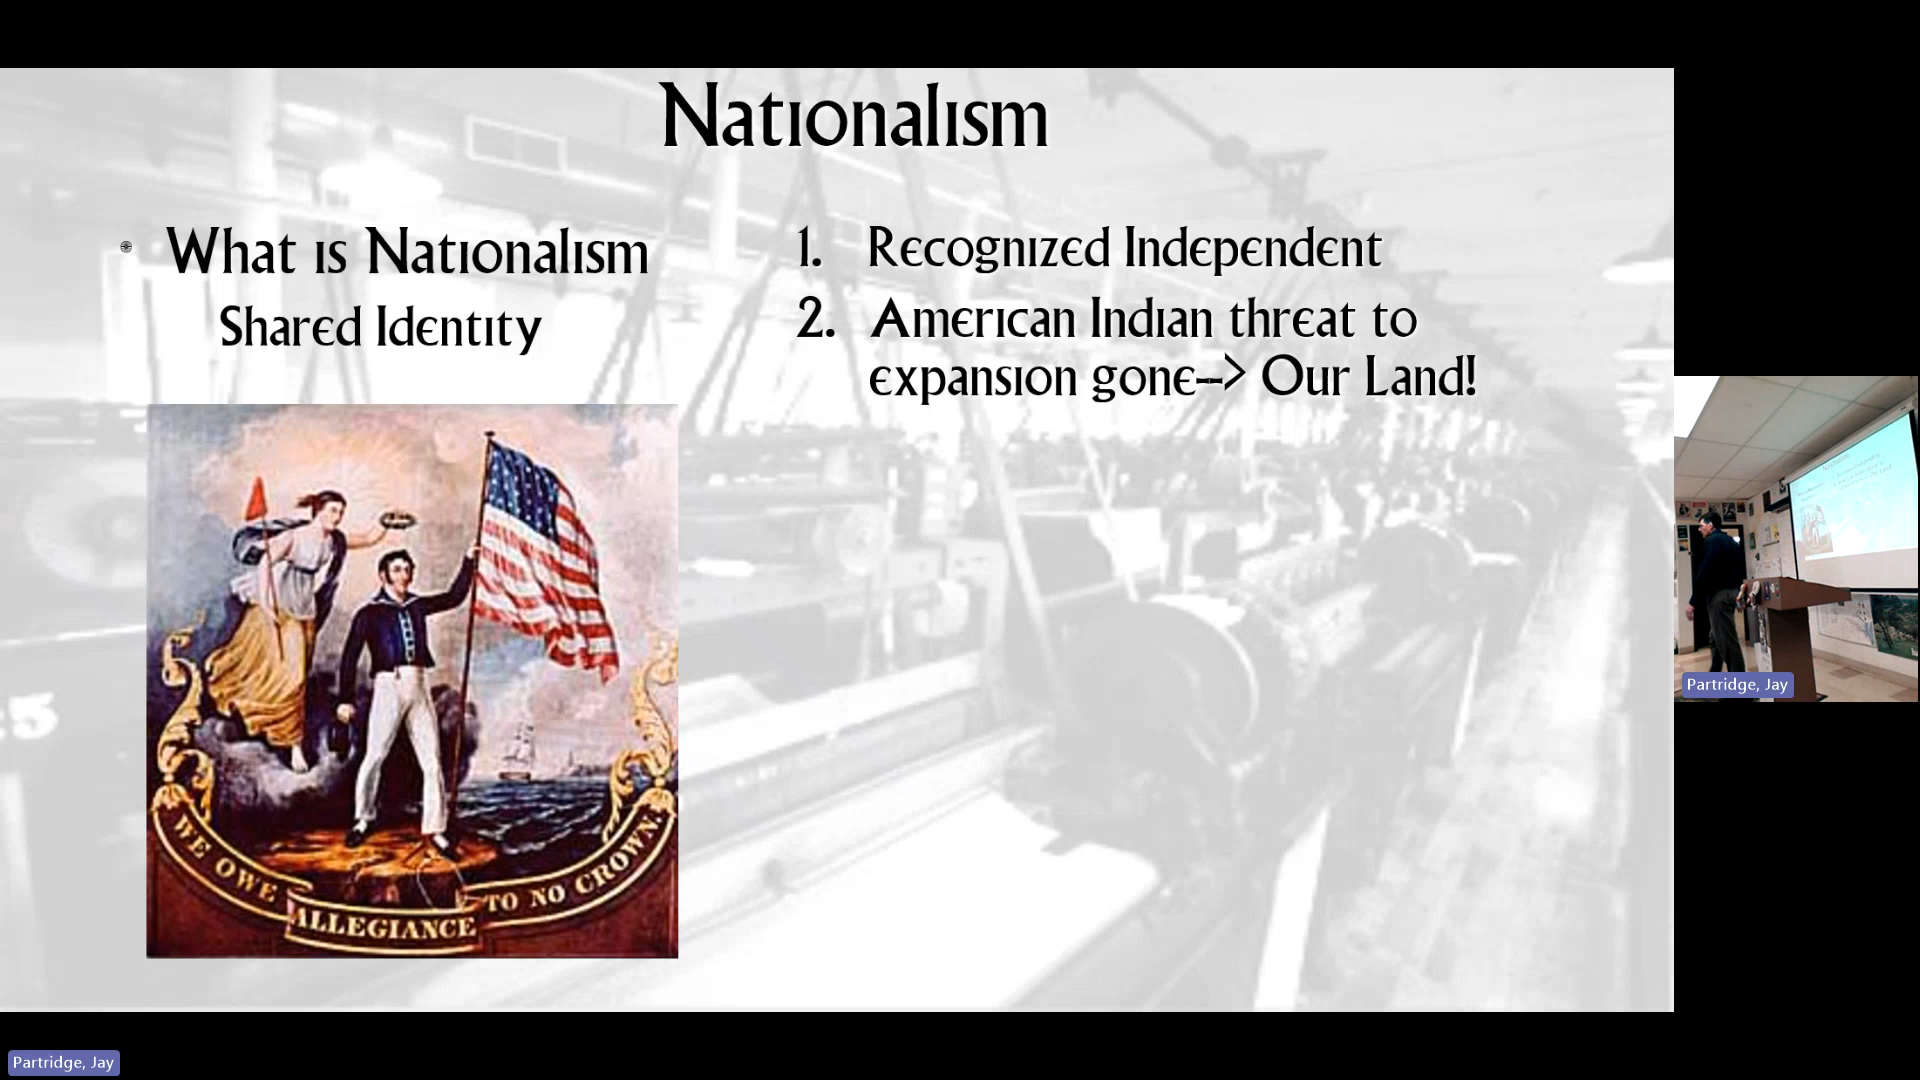 Nationalism
What is Nationalism
Shared Identity
1. Recognized Independent
2. American Indian threat to
expansion gone--> Our Land!
WE OWE ALLEGIANCE TO NO CROWN.
Partridge, Jay
Partridge, Jay